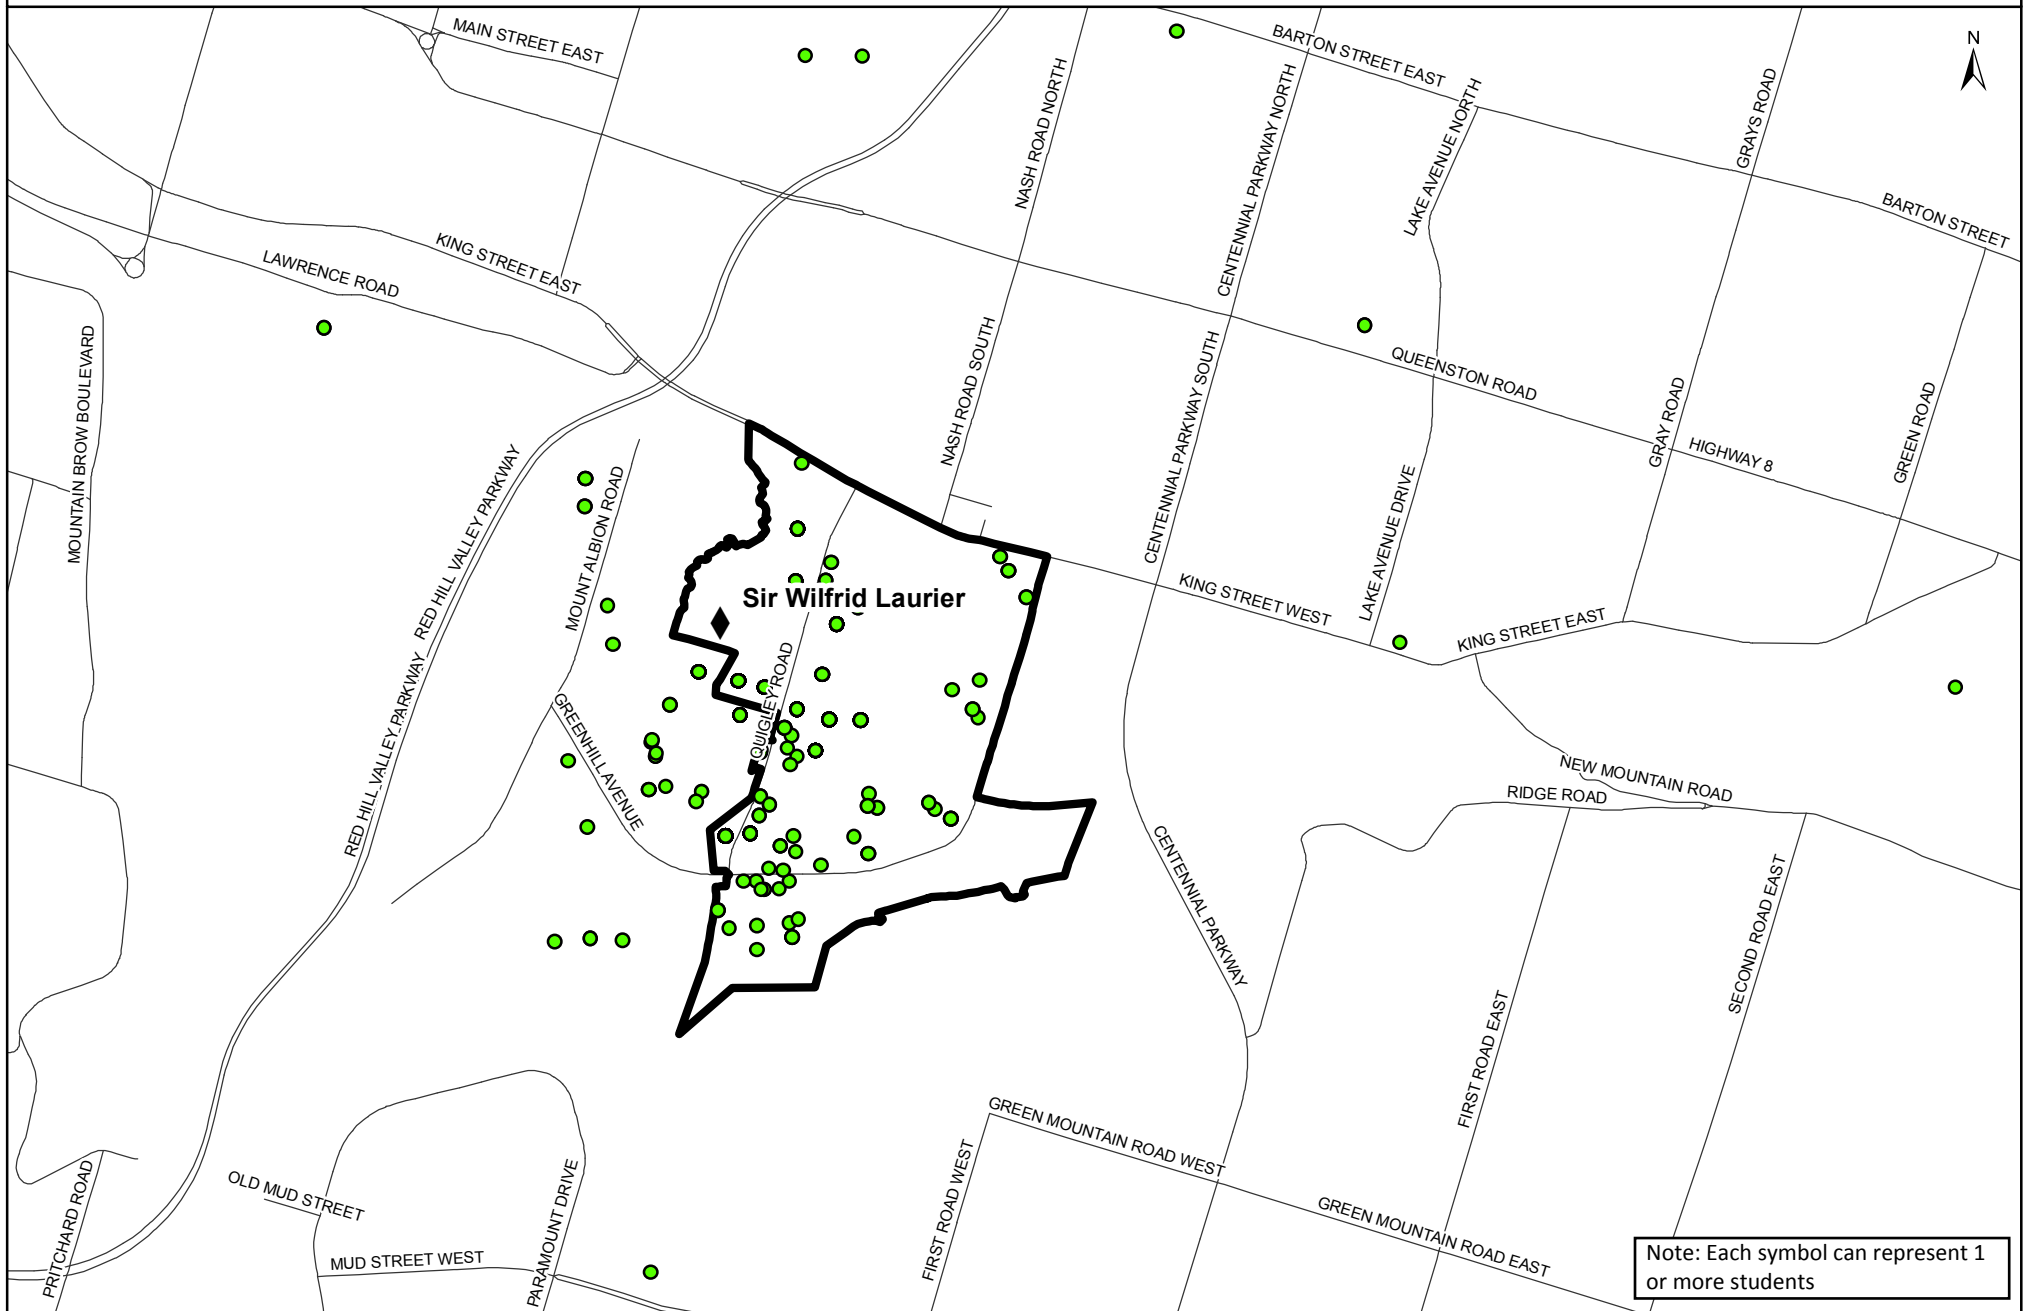 MAIN STREET EAST
BARTON STREET EAST
N
NASH ROAD NORTH
CENTENNIAL PARKWAY NORTH
LAKE AVENUE NORTH
GRAYS ROAD
BARTON STREET
KING STREET EAST
LAWRENCE ROAD
MOUNTAIN BROW BOULEVARD
NASH ROAD SOUTH
CENTENNIAL PARKWAY SOUTH
QUEENSTON ROAD
GRAY ROAD
HIGHWAY 8
GREEN ROAD
RED HILL VALLEY PARKWAY
MOUNT ALBION ROAD
LAKE AVENUE DRIVE
Sir Wilfrid Laurier
KING STREET WEST
KING STREET EAST
RED HILL VALLEY PARKWAY
QUIGLEY ROAD
GREENHILL AVENUE
NEW MOUNTAIN ROAD
RIDGE ROAD
CENTENNIAL PARKWAY
SECOND ROAD EAST
FIRST ROAD EAST
GREEN MOUNTAIN ROAD WEST
FIRST ROAD WEST
PRITCHARD ROAD
OLD MUD STREET
PARAMOUNT DRIVE
MUD STREET WEST
GREEN MOUNTAIN ROAD EAST
Note: Each symbol can represent 1
or more students